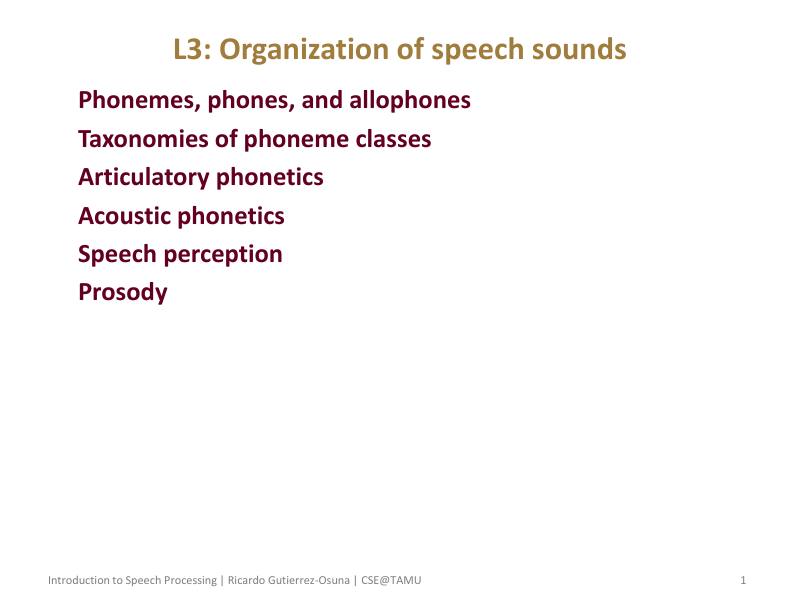 L3: Organization of speech sounds
Phonemes, phones, and allophones
Taxonomies of phoneme classes
Articulatory phonetics
Acoustic phonetics
Speech perception
Prosody
Introduction to Speech Processing | Ricardo Gutierrez-Osuna | CSE@TAMU
1